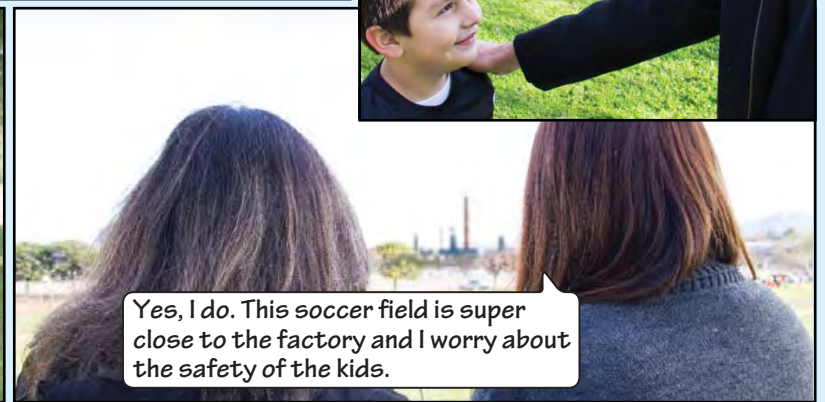 Yes, I do. This soccer field is super
close to the factory and I worry about
the safety of the kids.